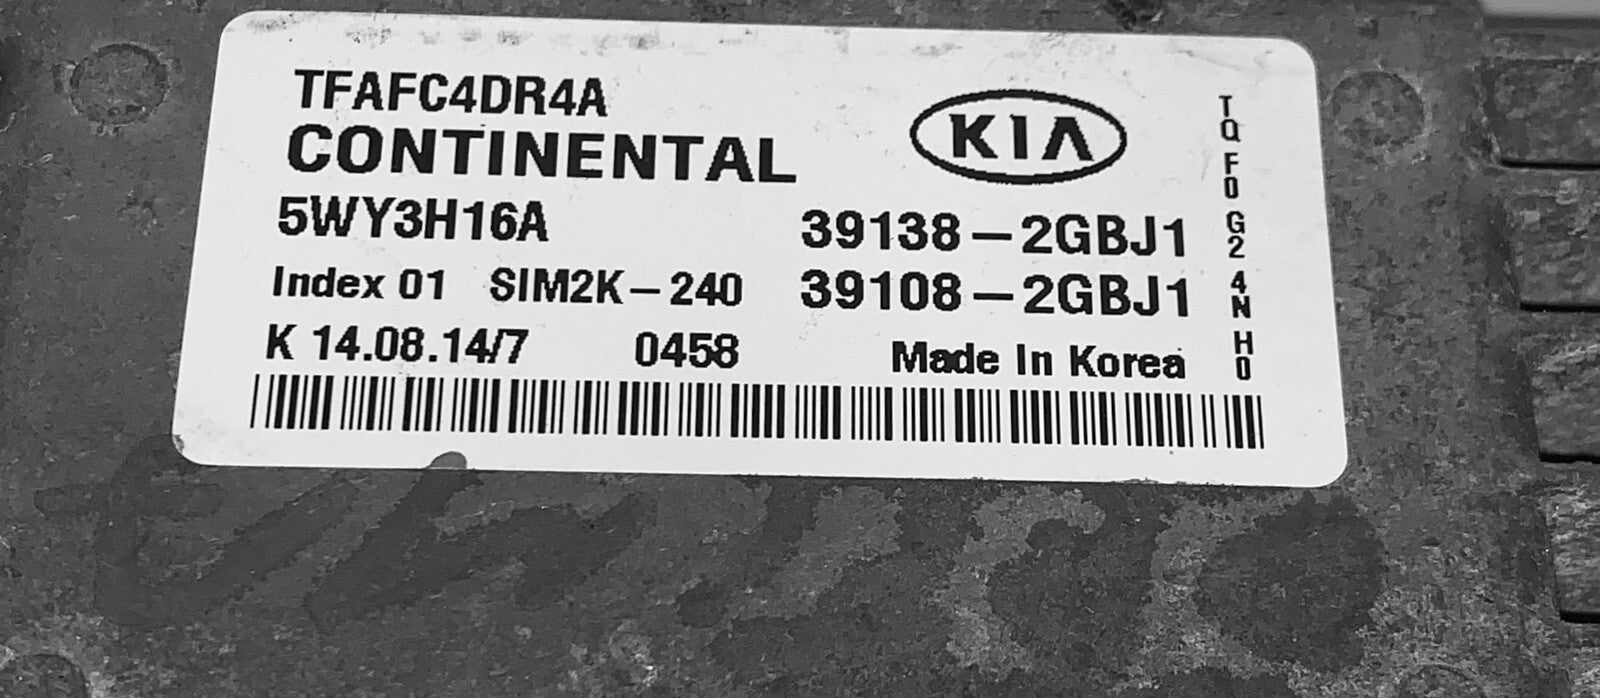 TFAFC4DR4A
CONTINENTAL
KIA
5WY3H16A
39138-2GBJ1
Index 01 SIM2K-240
39108-2GBJ1
K 14.08.14/7 0458 Made In Korea
TQ F0 G2 4N H0